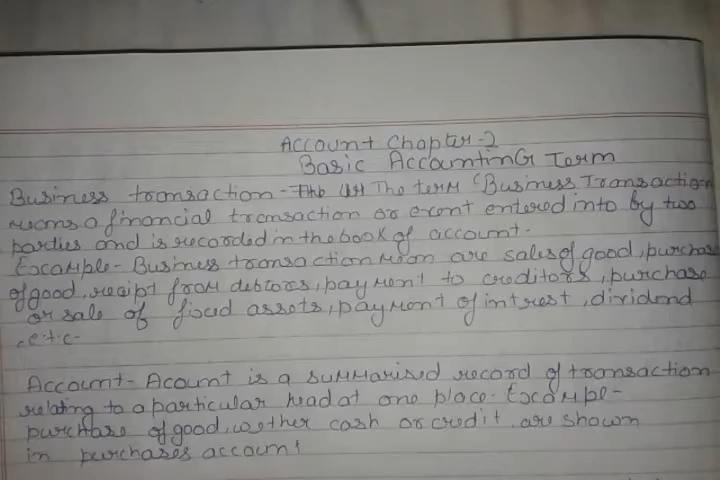 Account Chapter-2
Basic AccountinG Term
Business transaction - The term (Business Transaction
means a financial transaction or event entered into by two
parties and is recorded in the book of account.
Example - Business transaction mean are sales of good, purchase
of good, receipt from debtors, payment to creditors, purchase
or sale of fixed assets, payment of intrest, dividend
e.t.c-
Account - Acount is a summarised record of transaction
relating to a particular head at one place. Example-
purchase of good, wether cash or credit are shown
in purchases account